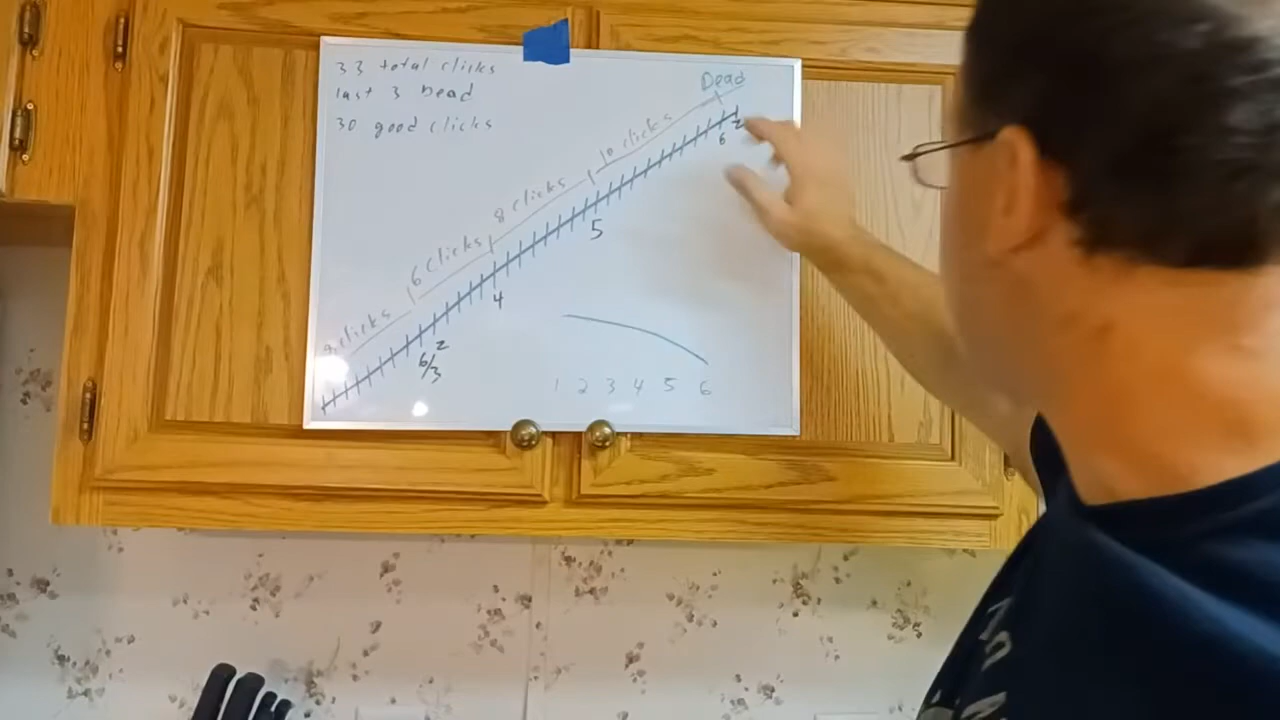 33 total clicks
last 3 Dead
30 good clicks
Dead
10 clicks
8 clicks
6 clicks
clicks
6 2
5
4
2
6/3
1 2 3 4 5 6